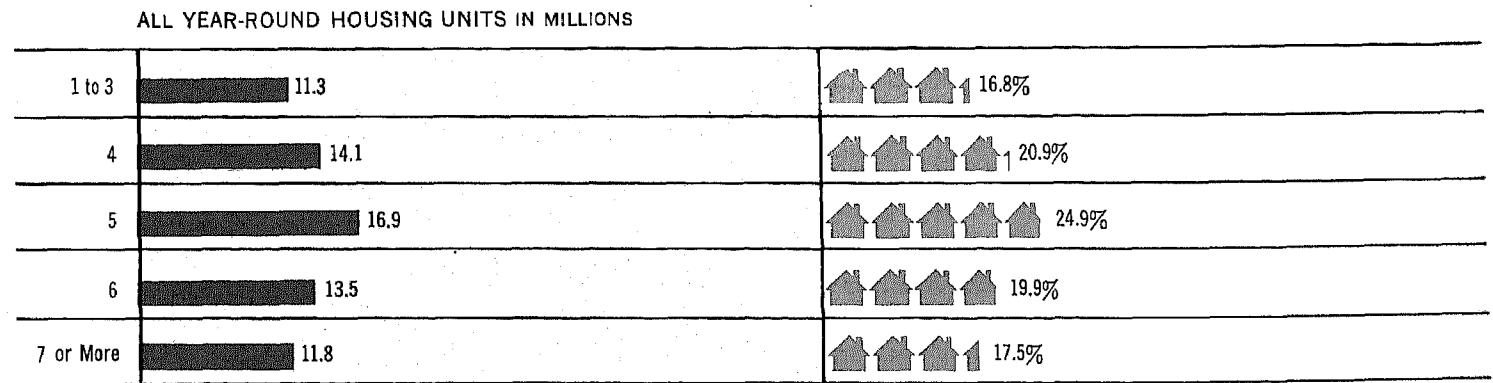 ALL YEAR-ROUND HOUSING UNITS IN MILLIONS
1 to 3 11.3 16.8%
4 14.1 20.9%
5 16.9 24.9%
6 13.5 19.9%
7 or More 11.8 17.5%